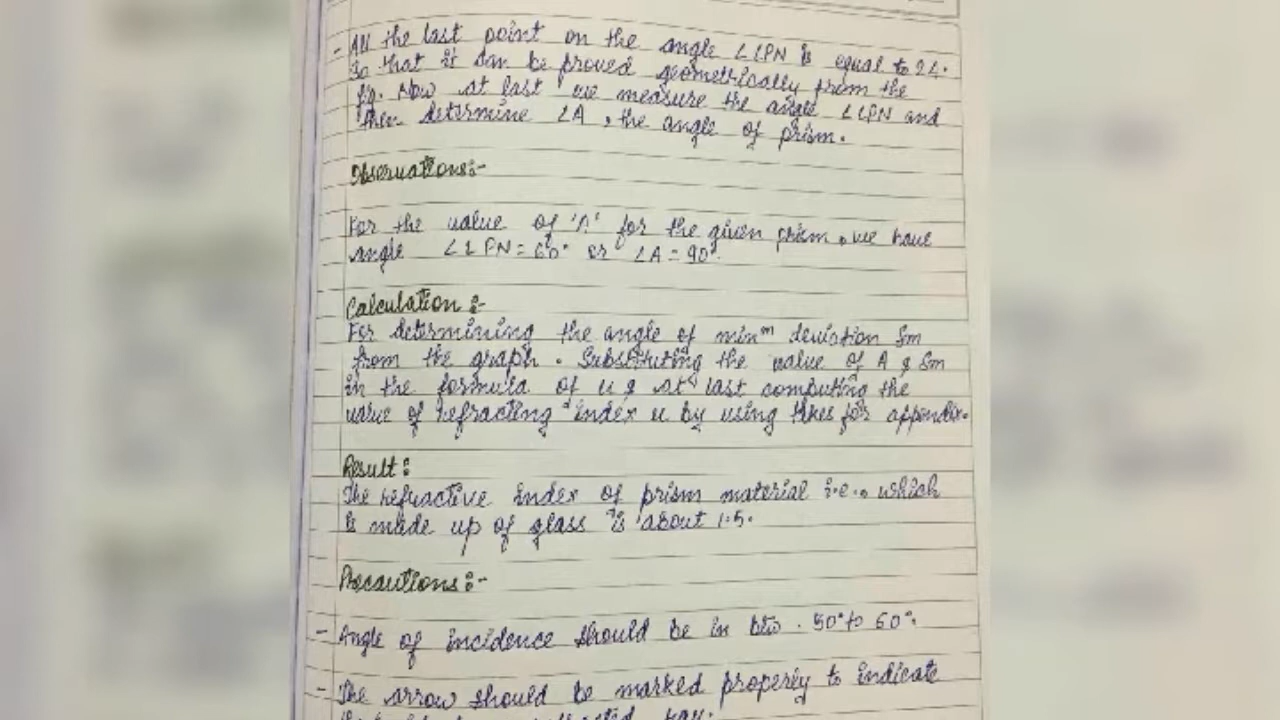 - All the last point on the angle ∠LPN is equal to 2∠.
So that it can be proved geometrically from the
fig. Now at last we measure the angle ∠LPN and
then determine ∠A, the angle of prism.
Observations:-
For the value of 'A' for the given prism, we have
angle ∠LPN = 60° or ∠A = 90°.
Calculation :-
For determining the angle of minᵐ deviation δm
from the graph. Substituting the value of A & δm
in the formula of u & at last computing the
value of refracting index u by using for appendix.
Result :
The refractive index of prism material i.e., which
is made up of glass is about 1.5.
Precautions :-
- Angle of incidence should be in btw. 50° to 60°.
- The arrow should be marked properly to indicate
ray.